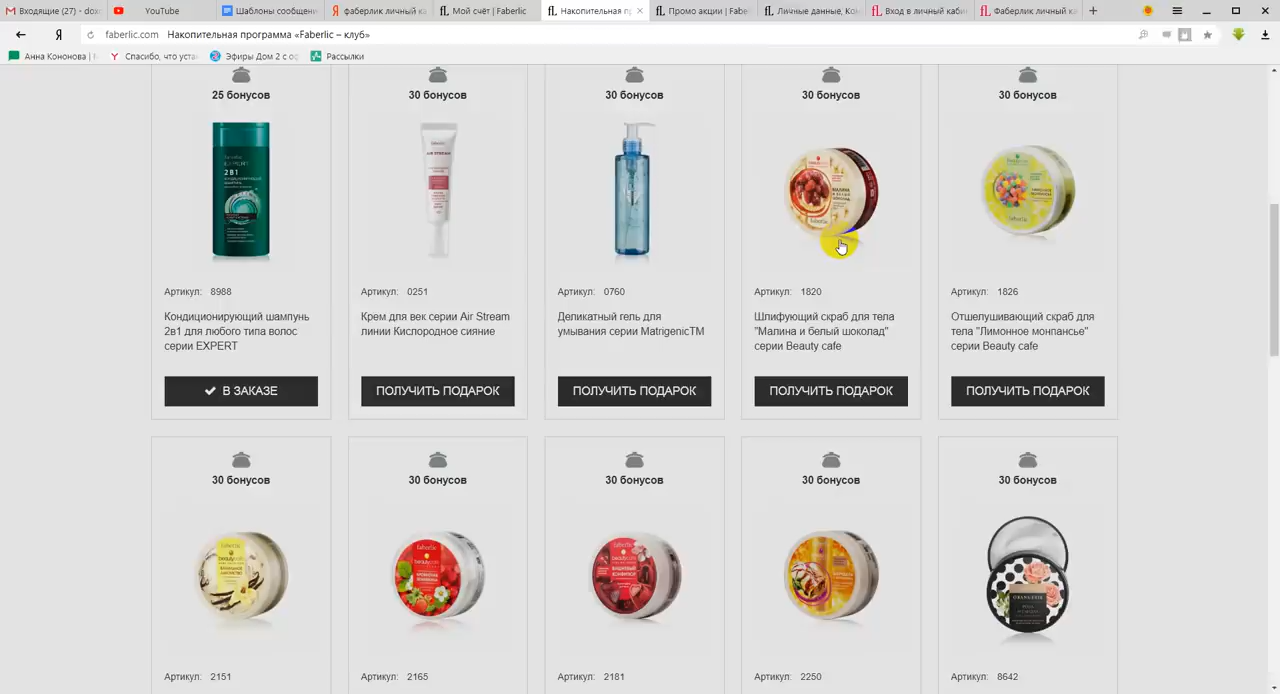 Входящие (27) - dox
YouTube
Шаблоны сообщени
фаберлик личный ка
Мой счёт | Faberlic
Накопительная пр
Промо акции | Fabe
Личные данные, Кон
Вход в личный каби
Фаберлик личный ка
faberlic.com Накопительная программа «Faberlic – клуб»
Анна Кононова |
Спасибо, что уста
Эфиры Дом 2 с о
Рассылки
25 бонусов
30 бонусов
30 бонусов
30 бонусов
30 бонусов
Артикул: 8988
Артикул: 0251
Артикул: 0760
Артикул: 1820
Артикул: 1826
Кондиционирующий шампунь
2в1 для любого типа волос
серии EXPERT
Крем для век серии Air Stream
линии Кислородное сияние
Деликатный гель для
умывания серии MatrigenicTM
Шлифующий скраб для тела
"Малина и белый шоколад"
серии Beauty cafe
Отшелушивающий скраб для
тела "Лимонное монпансье"
серии Beauty cafe
В ЗАКАЗЕ
ПОЛУЧИТЬ ПОДАРОК
ПОЛУЧИТЬ ПОДАРОК
ПОЛУЧИТЬ ПОДАРОК
ПОЛУЧИТЬ ПОДАРОК
30 бонусов
30 бонусов
30 бонусов
30 бонусов
30 бонусов
Артикул: 2151
Артикул: 2165
Артикул: 2181
Артикул: 2250
Артикул: 8642